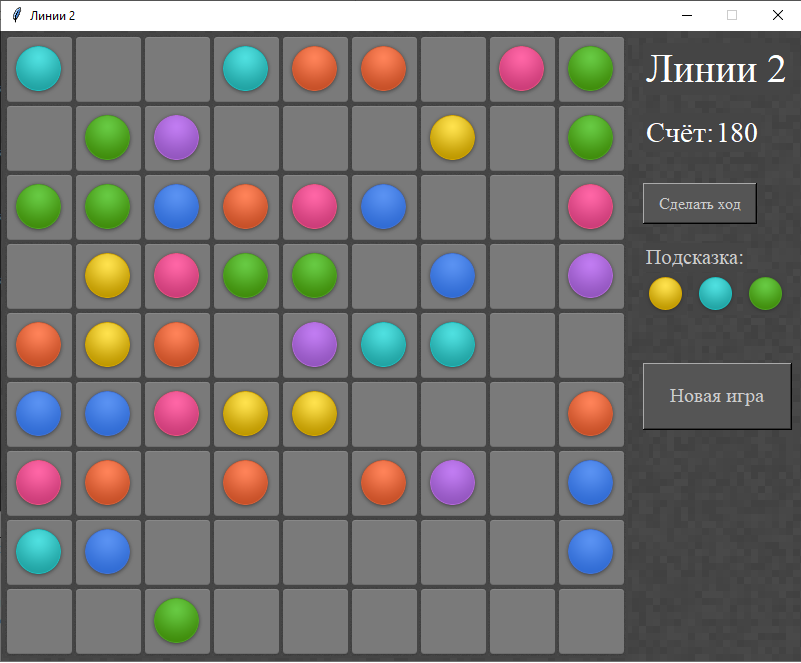 Линии 2
Линии 2
Счёт:180
Сделать ход
Подсказка:
Новая игра